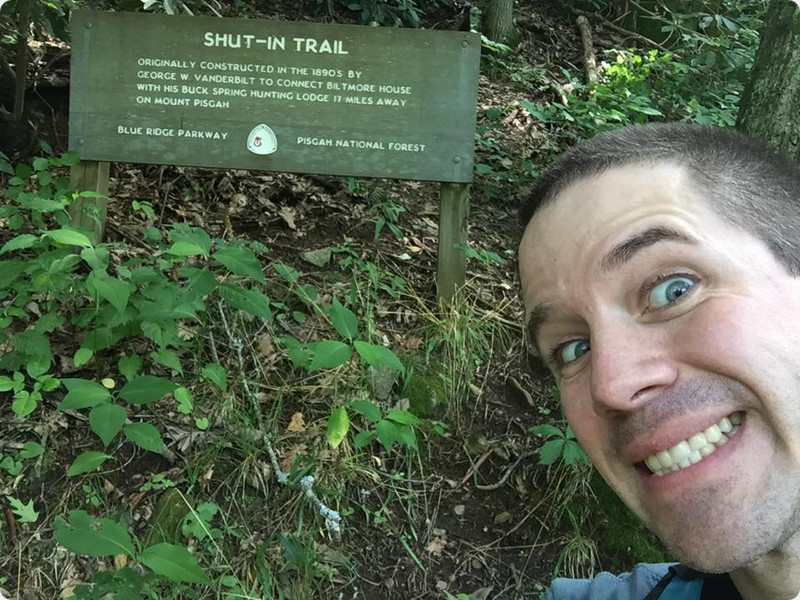 SHUT-IN TRAIL
ORIGINALLY CONSTRUCTED IN THE 1890'S BY
GEORGE W. VANDERBILT TO CONNECT BILTMORE HOUSE
WITH HIS BUCK SPRING HUNTING LODGE 17 MILES AWAY
ON MOUNT PISGAH
BLUE RIDGE PARKWAY
PISGAH NATIONAL FOREST